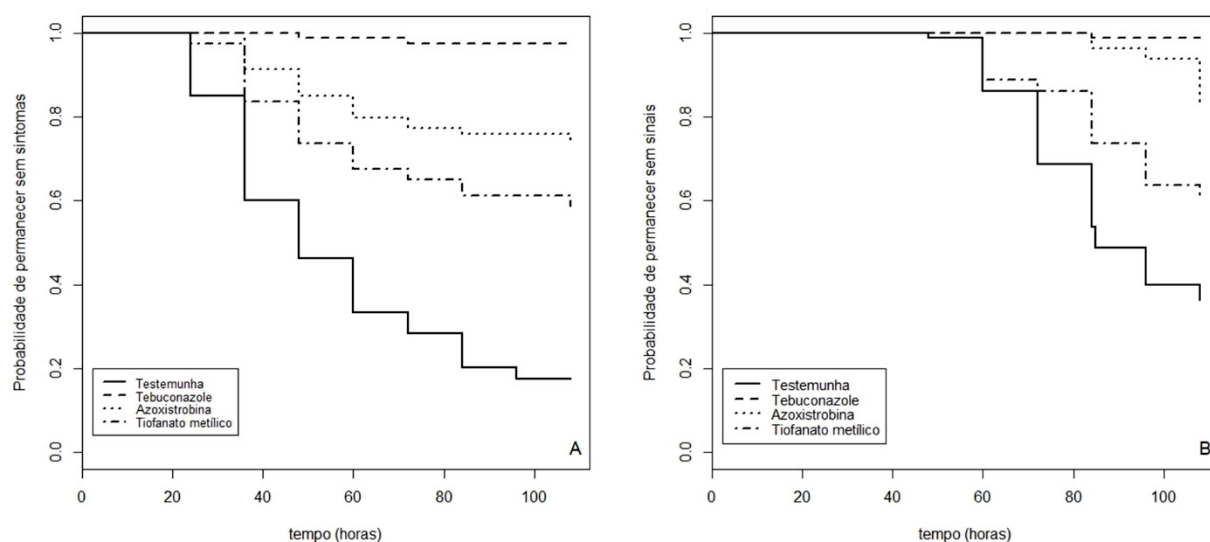 Probabilidade de permanecer sem sintomas
1.0
0.8
0.6
0.4
0.2
0.0
Testemunha
Tebuconazole
Azoxistrobina
Tiofanato metílico
A
0 20 40 60 80 100
tempo (horas)
Probabilidade de permanecer sem sinais
1.0
0.8
0.6
0.4
0.2
0.0
Testemunha
Tebuconazole
Azoxistrobina
Tiofanato metílico
B
0 20 40 60 80 100
tempo (horas)